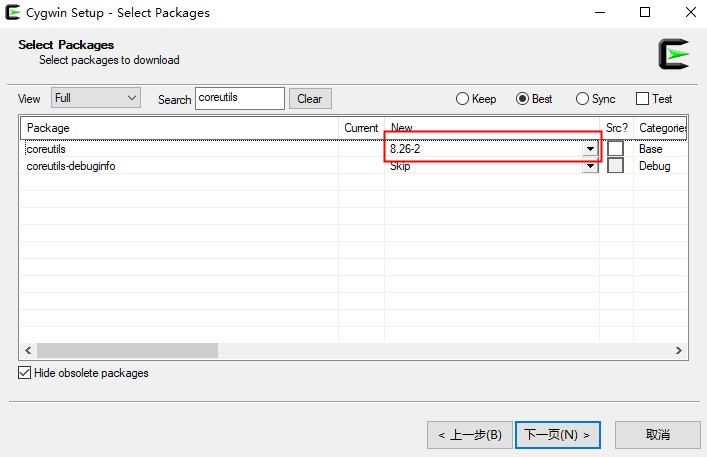 Cygwin Setup - Select Packages
Select Packages
Select packages to download
View Full Search coreutils Clear Keep Best Sync Test
Package Current New Src? Categories
coreutils 8.26-2 Base
coreutils-debuginfo Skip Debug
Hide obsolete packages
< 上一步(B) 下一页(N) > 取消